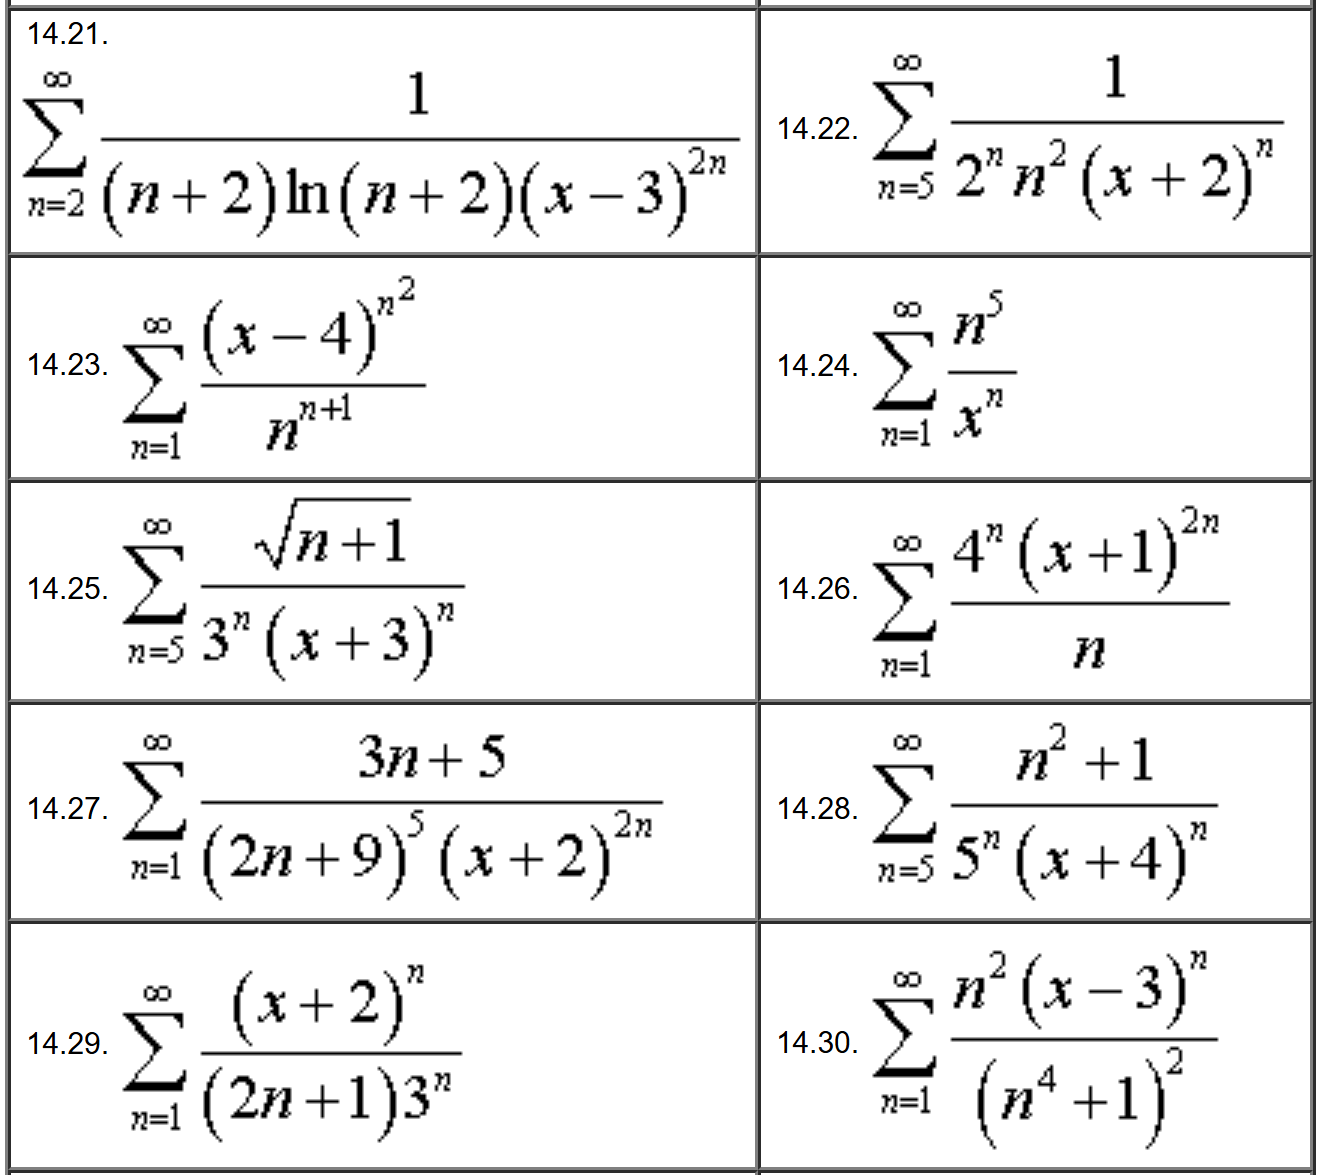 14.21.
\sum_{n=2}^{\infty} \frac{1}{(n+2)\ln(n+2)(x-3)^{2n}}
14.22. \sum_{n=5}^{\infty} \frac{1}{2^n n^2 (x+2)^n}
14.23. \sum_{n=1}^{\infty} \frac{(x-4)^{n^2}}{n^{n+1}}
14.24. \sum_{n=1}^{\infty} \frac{n^5}{x^n}
14.25. \sum_{n=5}^{\infty} \frac{\sqrt{n+1}}{3^n (x+3)^n}
14.26. \sum_{n=1}^{\infty} \frac{4^n (x+1)^{2n}}{n}
14.27. \sum_{n=1}^{\infty} \frac{3n+5}{(2n+9)^5 (x+2)^{2n}}
14.28. \sum_{n=5}^{\infty} \frac{n^2+1}{5^n (x+4)^n}
14.29. \sum_{n=1}^{\infty} \frac{(x+2)^n}{(2n+1)3^n}
14.30. \sum_{n=1}^{\infty} \frac{n^2 (x-3)^n}{(n^4+1)^2}